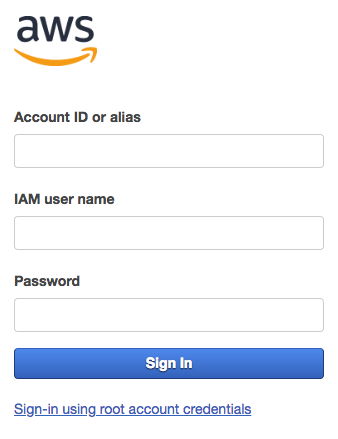 aws
Account ID or alias
IAM user name
Password
Sign In
Sign-in using root account credentials